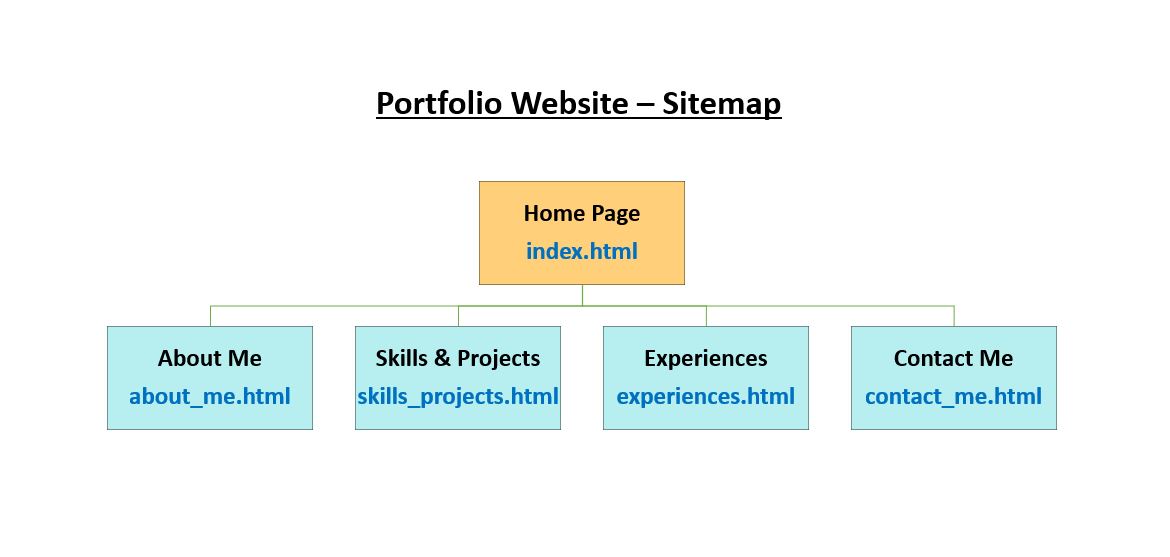 Portfolio Website – Sitemap
Home Page
index.html
About Me
about_me.html
Skills & Projects
skills_projects.html
Experiences
experiences.html
Contact Me
contact_me.html